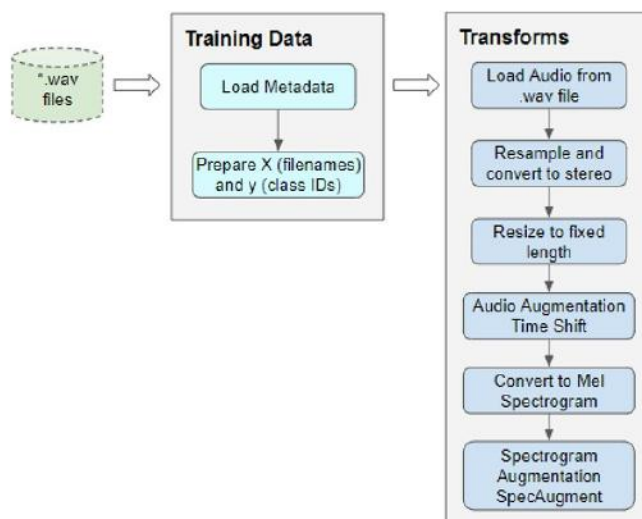 *.wav
files
Training Data
Load Metadata
Prepare X (filenames)
and y (class IDs)
Transforms
Load Audio from
.wav file
Resample and
convert to stereo
Resize to fixed
length
Audio Augmentation
Time Shift
Convert to Mel
Spectrogram
Spectrogram
Augmentation
SpecAugment